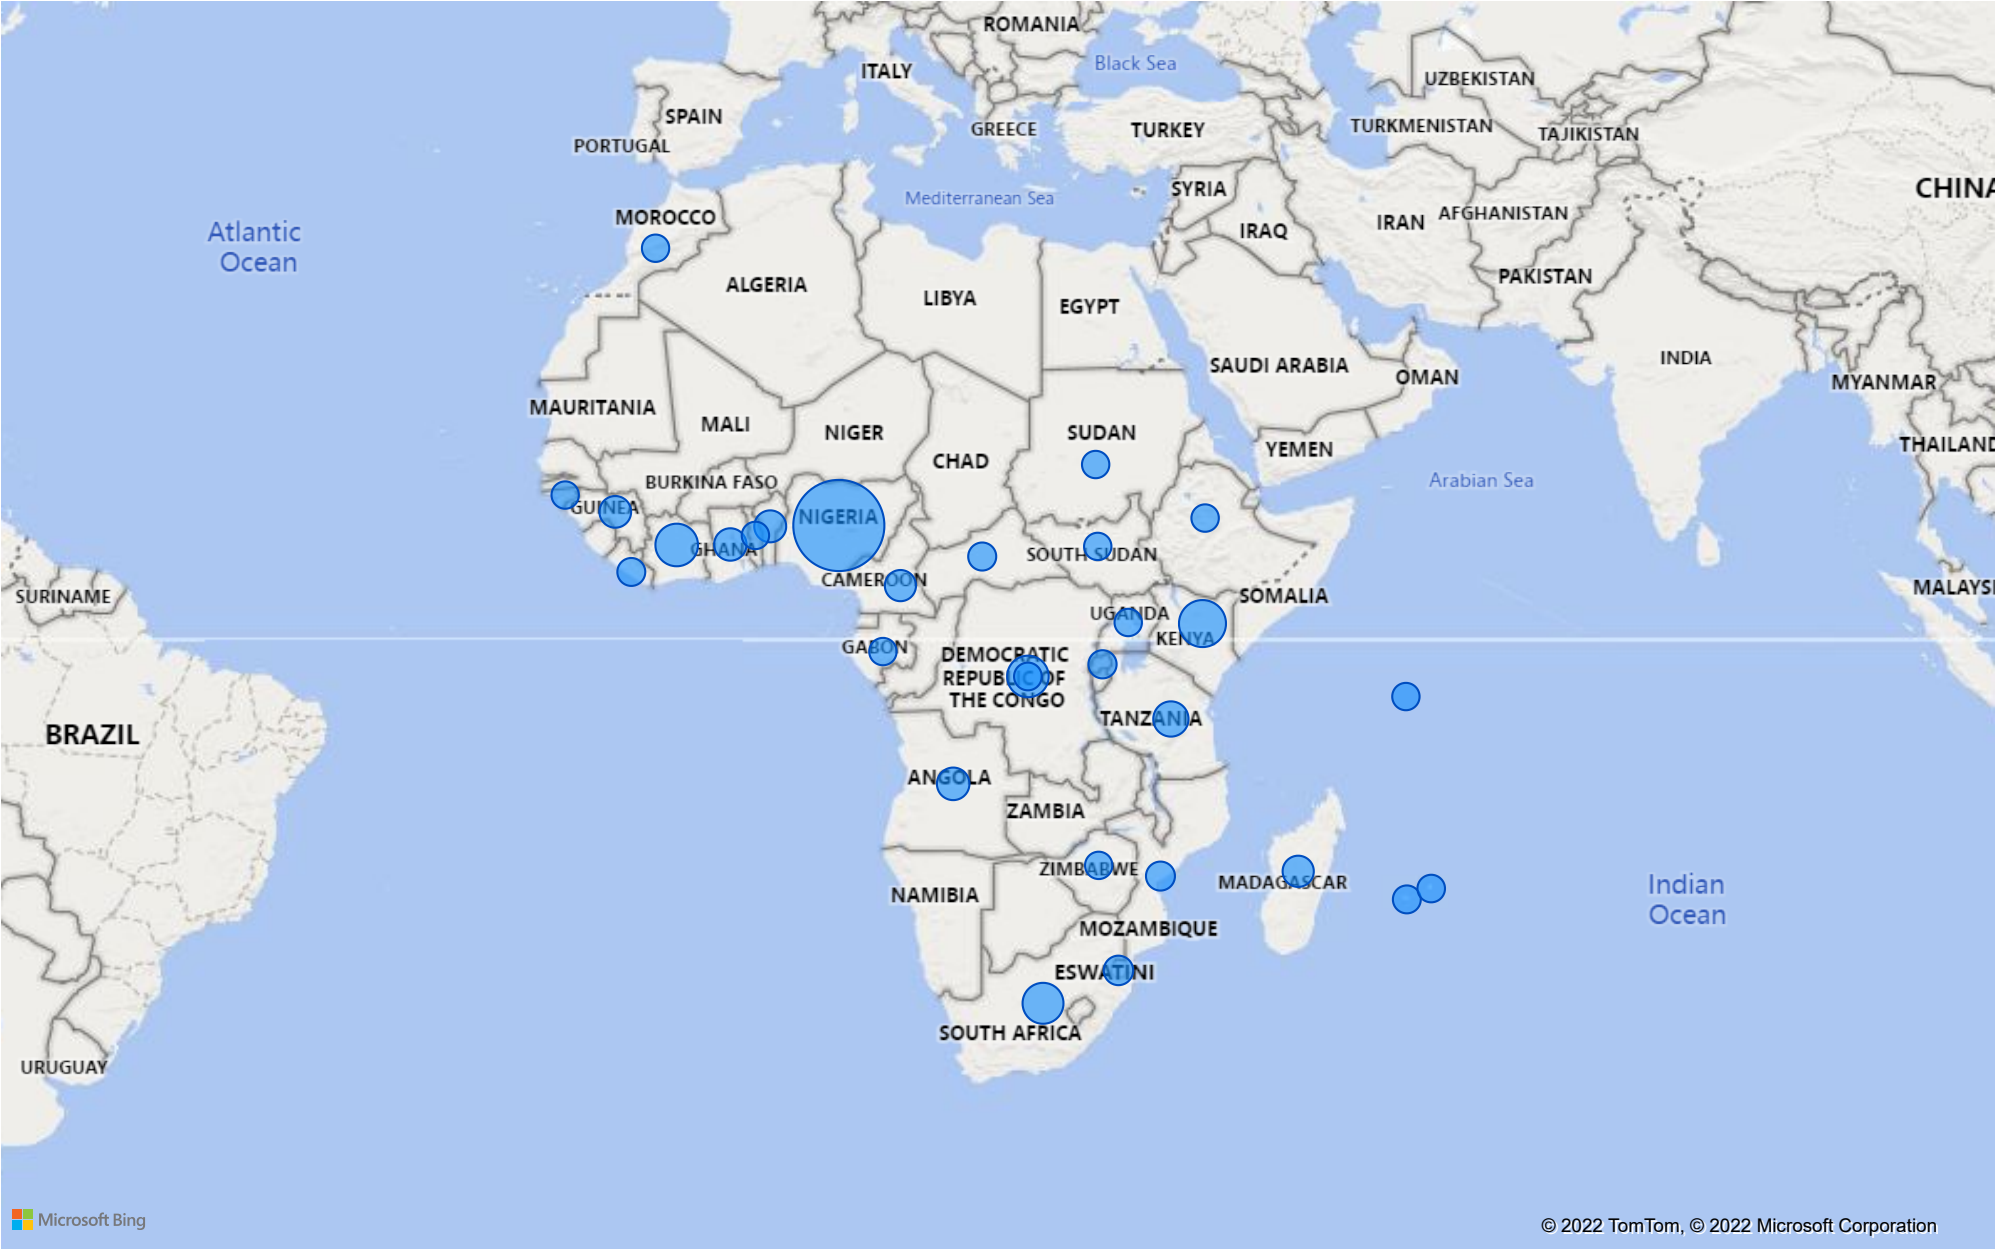 ROMANIA
Black Sea
ITALY
UZBEKISTAN
SPAIN
GREECE
TURKEY
TURKMENISTAN
TAJIKISTAN
PORTUGAL
SYRIA
CHINA
Mediterranean Sea
MOROCCO
AFGHANISTAN
IRAN
IRAQ
Atlantic
Ocean
PAKISTAN
ALGERIA
LIBYA
EGYPT
INDIA
SAUDI ARABIA
OMAN
MYANMAR
MAURITANIA
MALI
NIGER
SUDAN
THAILAND
YEMEN
CHAD
BURKINA FASO
Arabian Sea
GUINEA
NIGERIA
GHANA
SOUTH SUDAN
CAMEROON
MALAYSI
SURINAME
SOMALIA
UGANDA
KENYA
GABON
DEMOCRATIC
REPUBLIC OF
THE CONGO
TANZANIA
BRAZIL
ANGOLA
ZAMBIA
ZIMBABWE
MADAGASCAR
Indian
Ocean
NAMIBIA
MOZAMBIQUE
ESWATINI
SOUTH AFRICA
URUGUAY
Microsoft Bing
© 2022 TomTom, © 2022 Microsoft Corporation